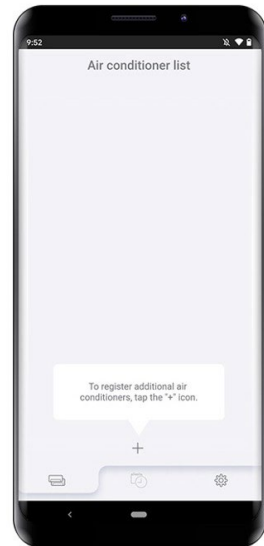 9:52
Air conditioner list
To register additional air
conditioners, tap the "+" icon.
+